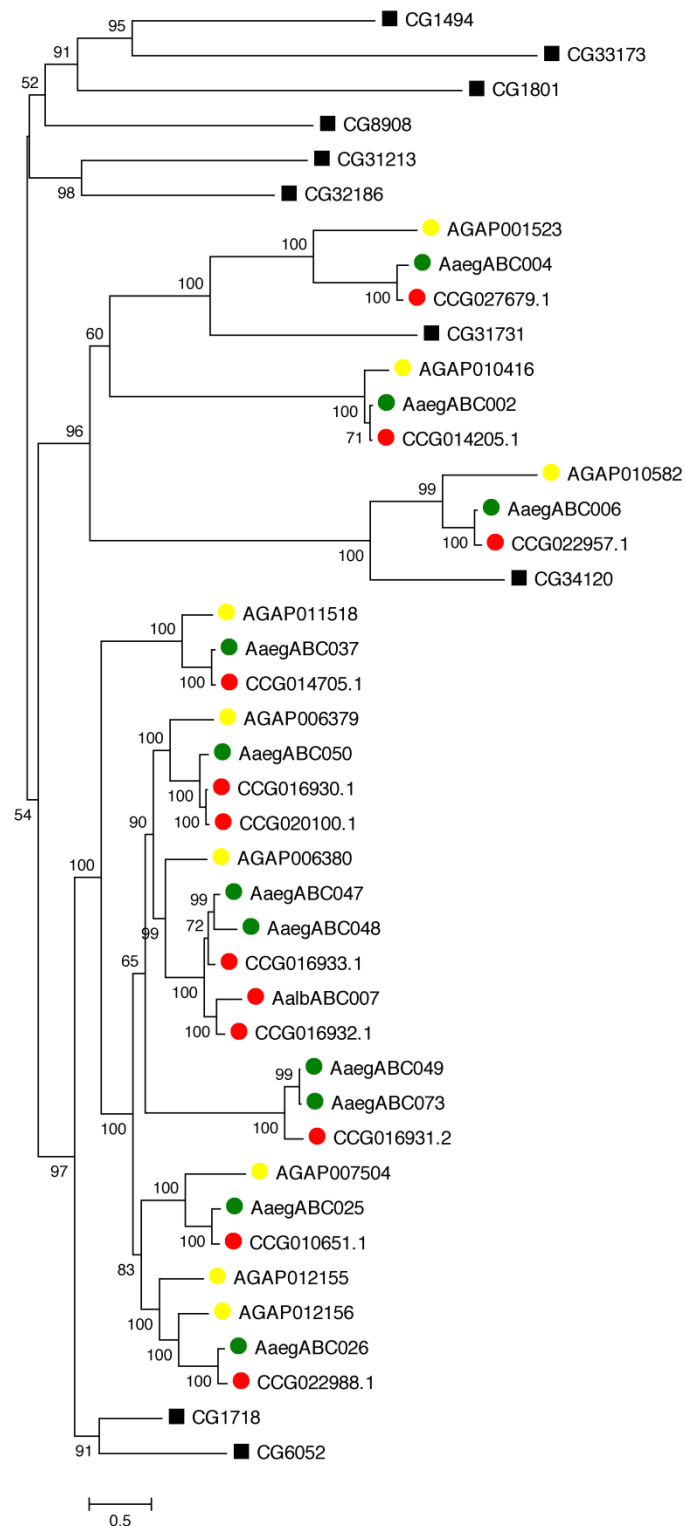 CG1494
95
CG33173
91
CG1801
52
CG8908
CG31213
98
CG32186
AGAP001523
100
AaegABC004
100
CCG027679.1
100
CG31731
60
AGAP010416
AaegABC002
100
71
CCG014205.1
96
AGAP010582
99
AaegABC006
100
CCG022957.1
100
CG34120
AGAP011518
100
AaegABC037
100
CCG014705.1
AGAP006379
100
AaegABC050
CCG016930.1
100
100
CCG020100.1
90
AGAP006380
AaegABC047
99
AaegABC048
72
99
CCG016933.1
65
100
AalbABC007
100
CCG016932.1
54
100
AaegABC049
99
AaegABC073
100
CCG016931.2
100
97
AGAP007504
100
AaegABC025
100
CCG010651.1
83
AGAP012155
AGAP012156
100
AaegABC026
100
100
CCG022988.1
CG1718
91
CG6052
0.5